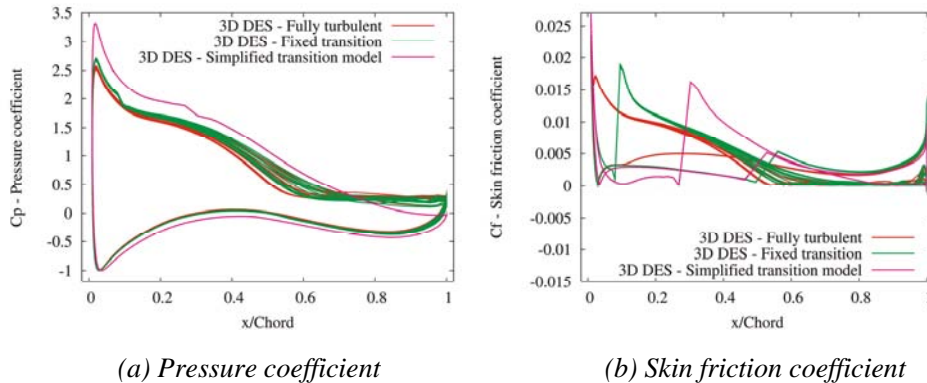 3D DES - Fully turbulent
3D DES - Fixed transition
3D DES - Simplified transition model
3.5
3
2.5
2
1.5
1
0.5
0
-0.5
-1
Cp - Pressure coefficient
0
0.2
0.4
0.6
0.8
1
x/Chord
(a) Pressure coefficient
0.025
0.02
0.015
0.01
0.005
0
-0.005
-0.01
-0.015
Cf - Skin friction coefficient
3D DES - Fully turbulent
3D DES - Fixed transition
3D DES - Simplified transition model
0
0.2
0.4
0.6
0.8
1
x/Chord
(b) Skin friction coefficient